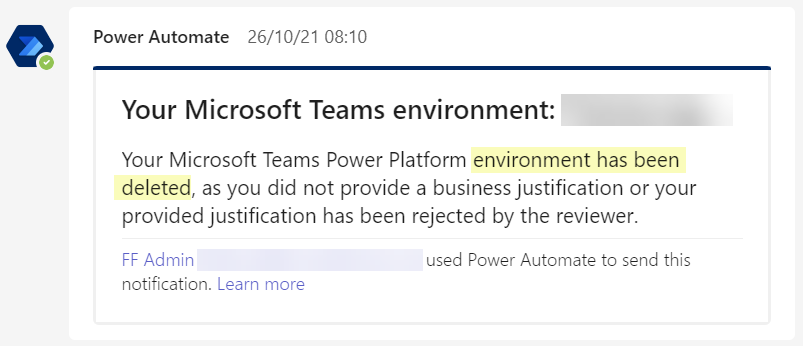 Power Automate 26/10/21 08:10
Your Microsoft Teams environment:
Your Microsoft Teams Power Platform environment has been
deleted, as you did not provide a business justification or your
provided justification has been rejected by the reviewer.
FF Admin used Power Automate to send this
notification. Learn more